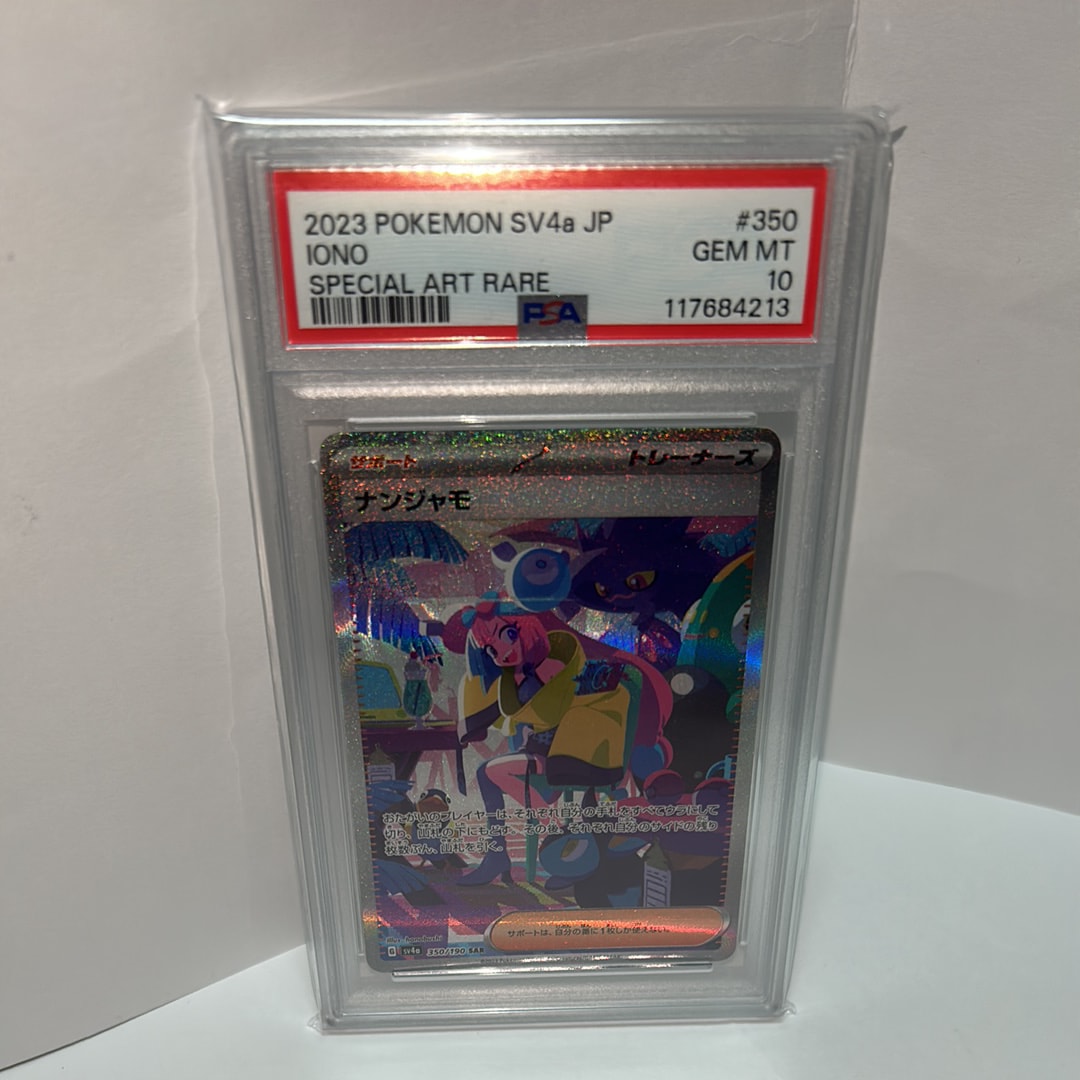 2023 POKEMON SV4a JP #350
IONO GEM MT
SPECIAL ART RARE 10
PSA 117684213
サポート トレーナーズ
ナンジャモ
おたがいのプレイヤーは、それぞれ自分の手札をすべてウラにして
切り、山札の下にもどす。その後、それぞれ自分のサイドの残り
枚数ぶん、山札を引く。
サポートは、自分の番に1枚しか使えない。
Illus.
G sv4a 350/190 SAR